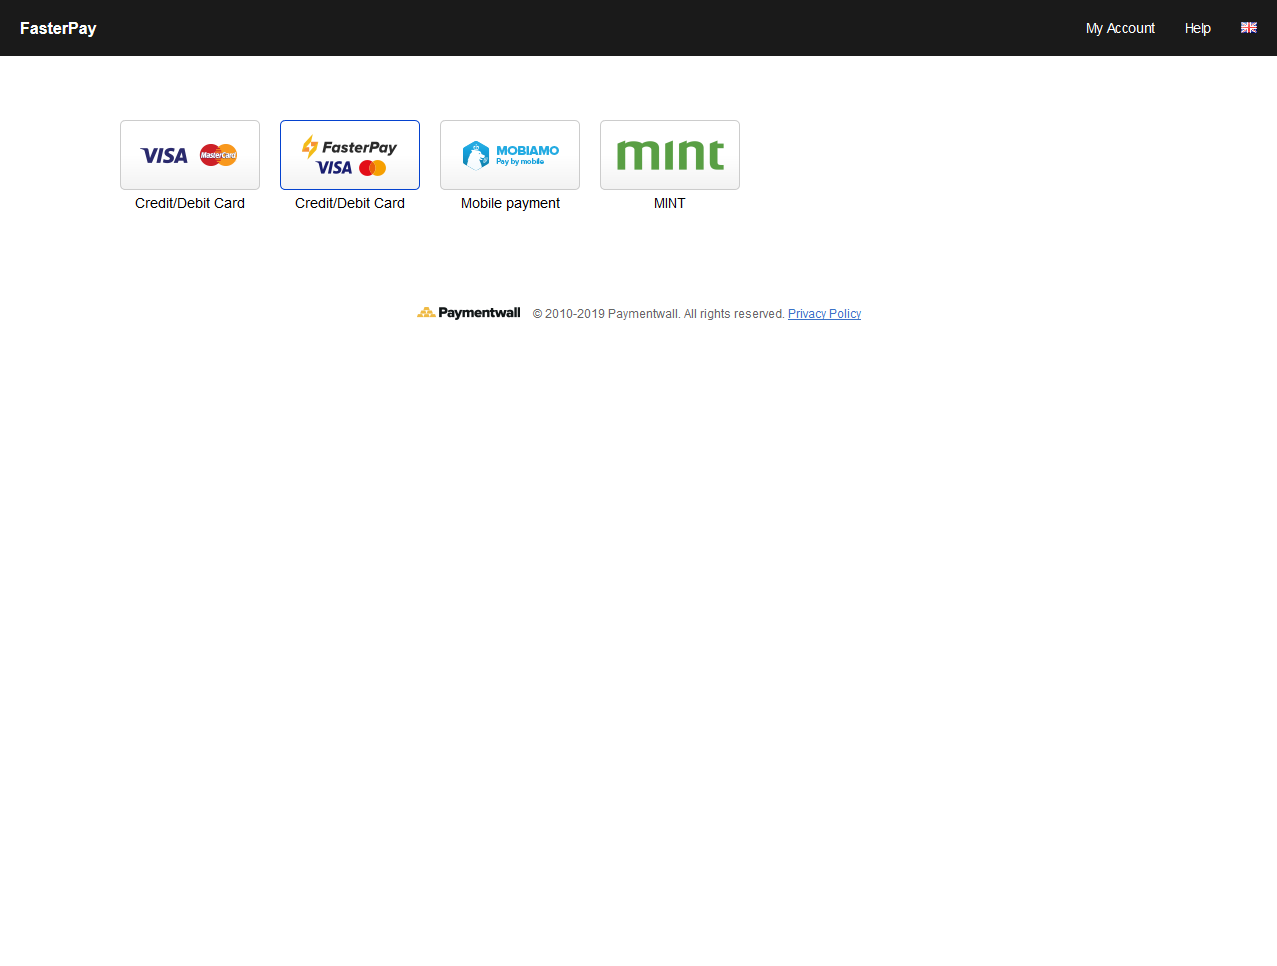 FasterPay
My Account Help
VISA MasterCard
FasterPay
VISA
MOBIAMO
Pay by mobile
mint
Credit/Debit Card Credit/Debit Card Mobile payment MINT
Paymentwall © 2010-2019 Paymentwall. All rights reserved. Privacy Policy